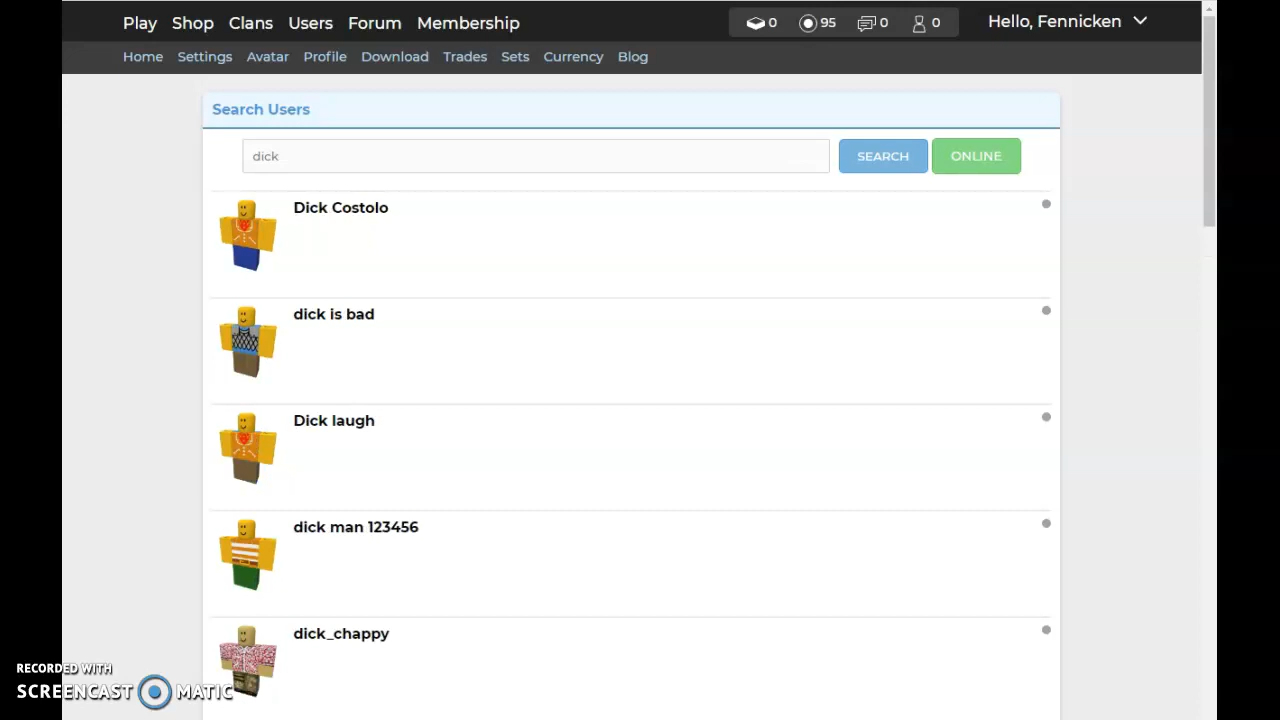 Play Shop Clans Users Forum Membership 0 95 0 0 Hello, Fennicken
Home Settings Avatar Profile Download Trades Sets Currency Blog
Search Users
dick SEARCH ONLINE
Dick Costolo
dick is bad
Dick laugh
dick man 123456
dick_chappy
RECORDED WITH
SCREENCAST MATIC